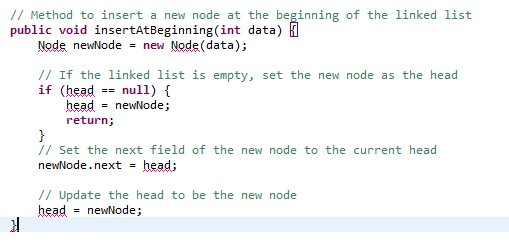 // Method to insert a new node at the beginning of the linked list
public void insertAtBeginning(int data) {
    Node newNode = new Node(data);

    // If the linked list is empty, set the new node as the head
    if (head == null) {
        head = newNode;
        return;
    }
    // Set the next field of the new node to the current head
    newNode.next = head;

    // Update the head to be the new node
    head = newNode;
}